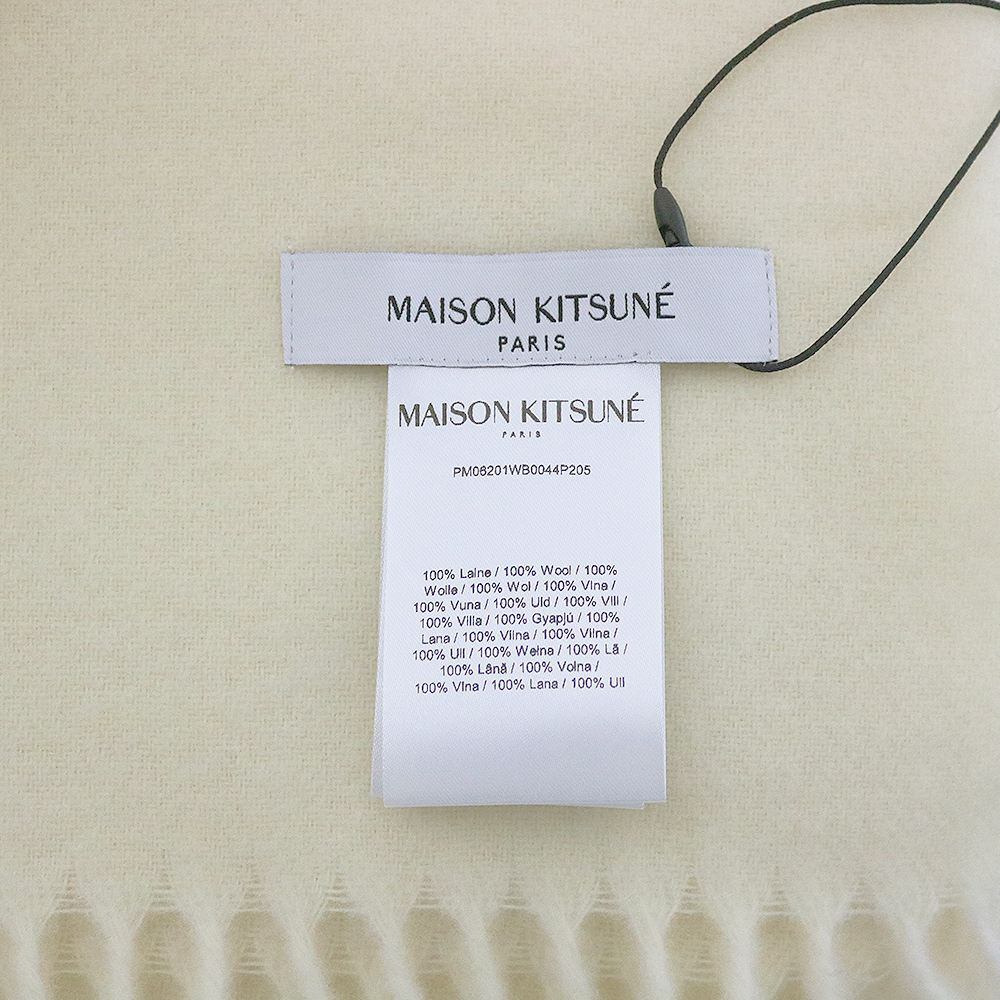 MAISON KITSUNÉ
PARIS
MAISON KITSUNÉ
PARIS
PM06201WB0044P205
100% Laine / 100% Wool / 100%
Wolle / 100% Wol / 100% Vlna /
100% Vuna / 100% Uld / 100% Vill /
100% Villa / 100% Gyapjú / 100%
Lana / 100% Vilna / 100% Vilna /
100% Ull / 100% Wełna / 100% Lã /
100% Lână / 100% Volna /
100% Vlna / 100% Lana / 100% Ull